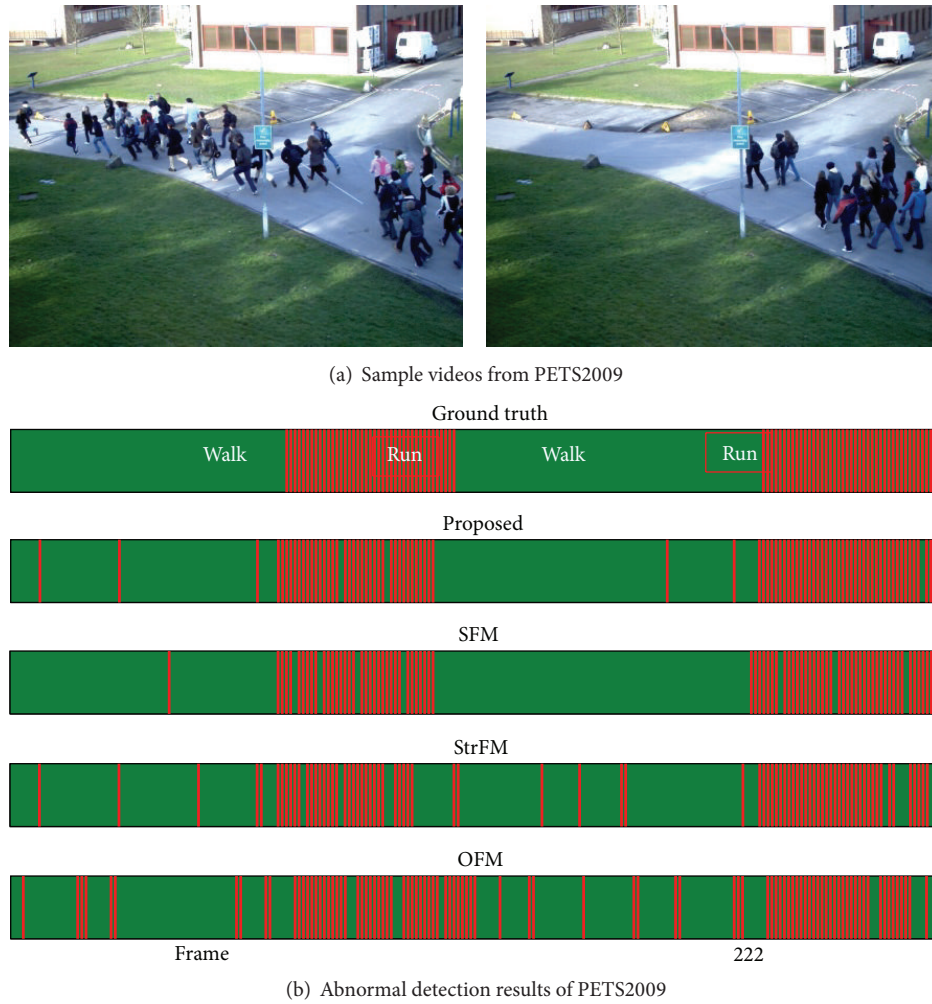 (a) Sample videos from PETS2009
Ground truth
Walk Run Walk Run
Proposed
SFM
StrFM
OFM
Frame 222
(b) Abnormal detection results of PETS2009